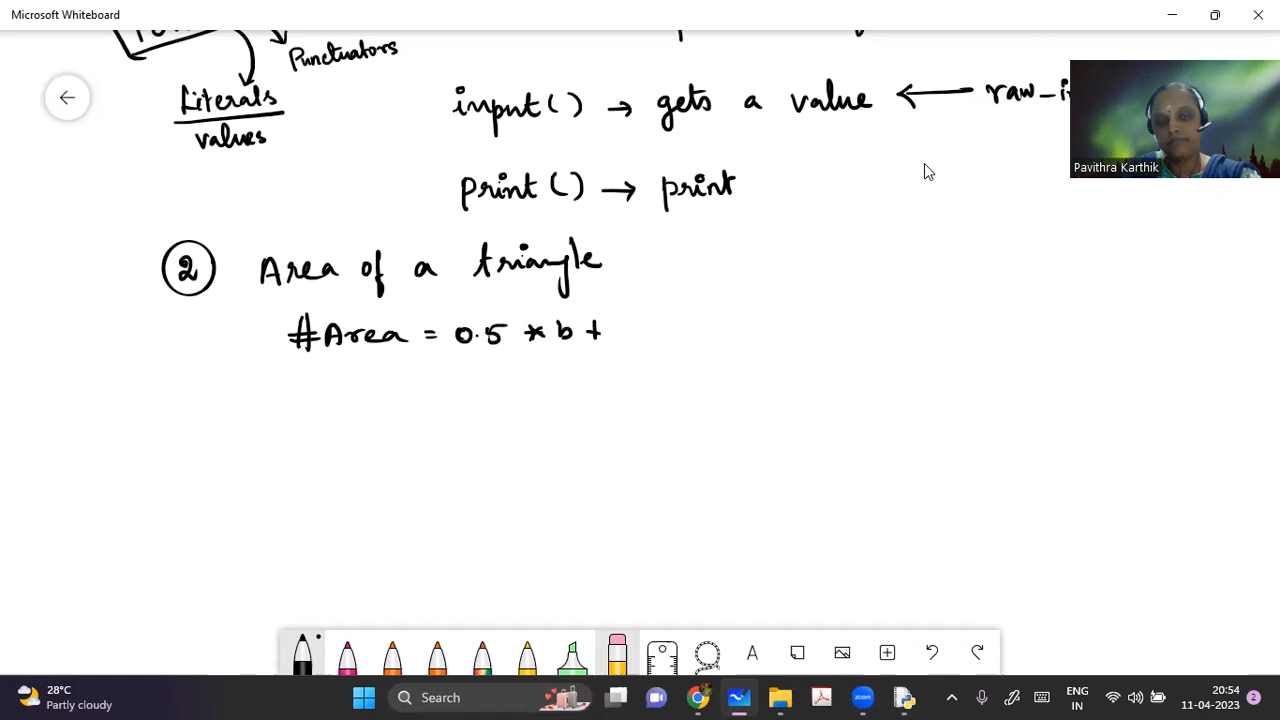 Microsoft Whiteboard
Punctuators
Literals
values
input() → gets a value ← raw_i
Pavithra Karthik
print() → print
2 Area of a triangle
#Area = 0.5 * b +
A
28°C
Partly cloudy
Search
ENG
IN
20:54
11-04-2023
2